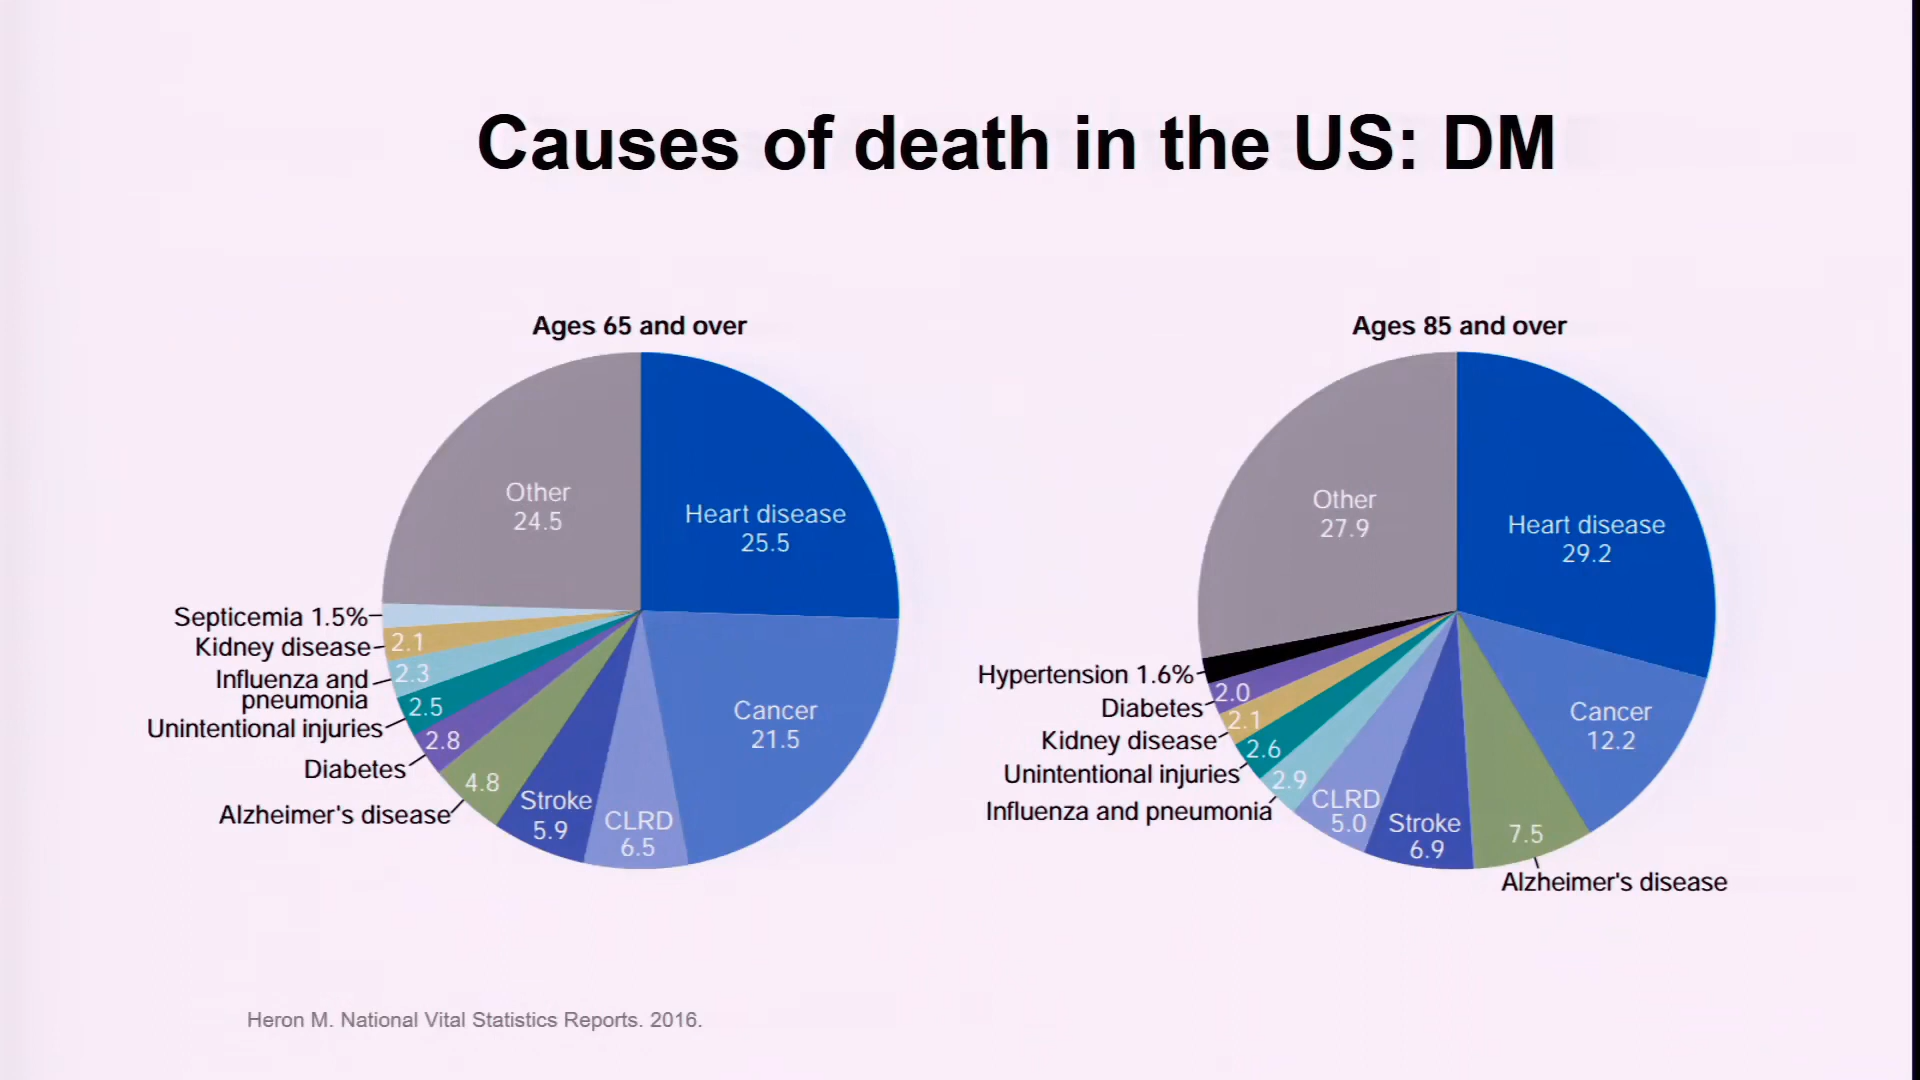 Causes of death in the US: DM
Ages 65 and over
Other
24.5
Heart disease
25.5
Septicemia 1.5%
Kidney disease
2.1
Influenza and
pneumonia
2.3
Unintentional injuries
2.5
Diabetes
2.8
Alzheimer's disease
4.8
Stroke
5.9
CLRD
6.5
Cancer
21.5
Ages 85 and over
Other
27.9
Heart disease
29.2
Hypertension 1.6%
Diabetes
2.0
Kidney disease
2.1
Unintentional injuries
2.6
Influenza and pneumonia
2.9
CLRD
5.0
Stroke
6.9
7.5
Alzheimer's disease
Cancer
12.2
Heron M. National Vital Statistics Reports. 2016.